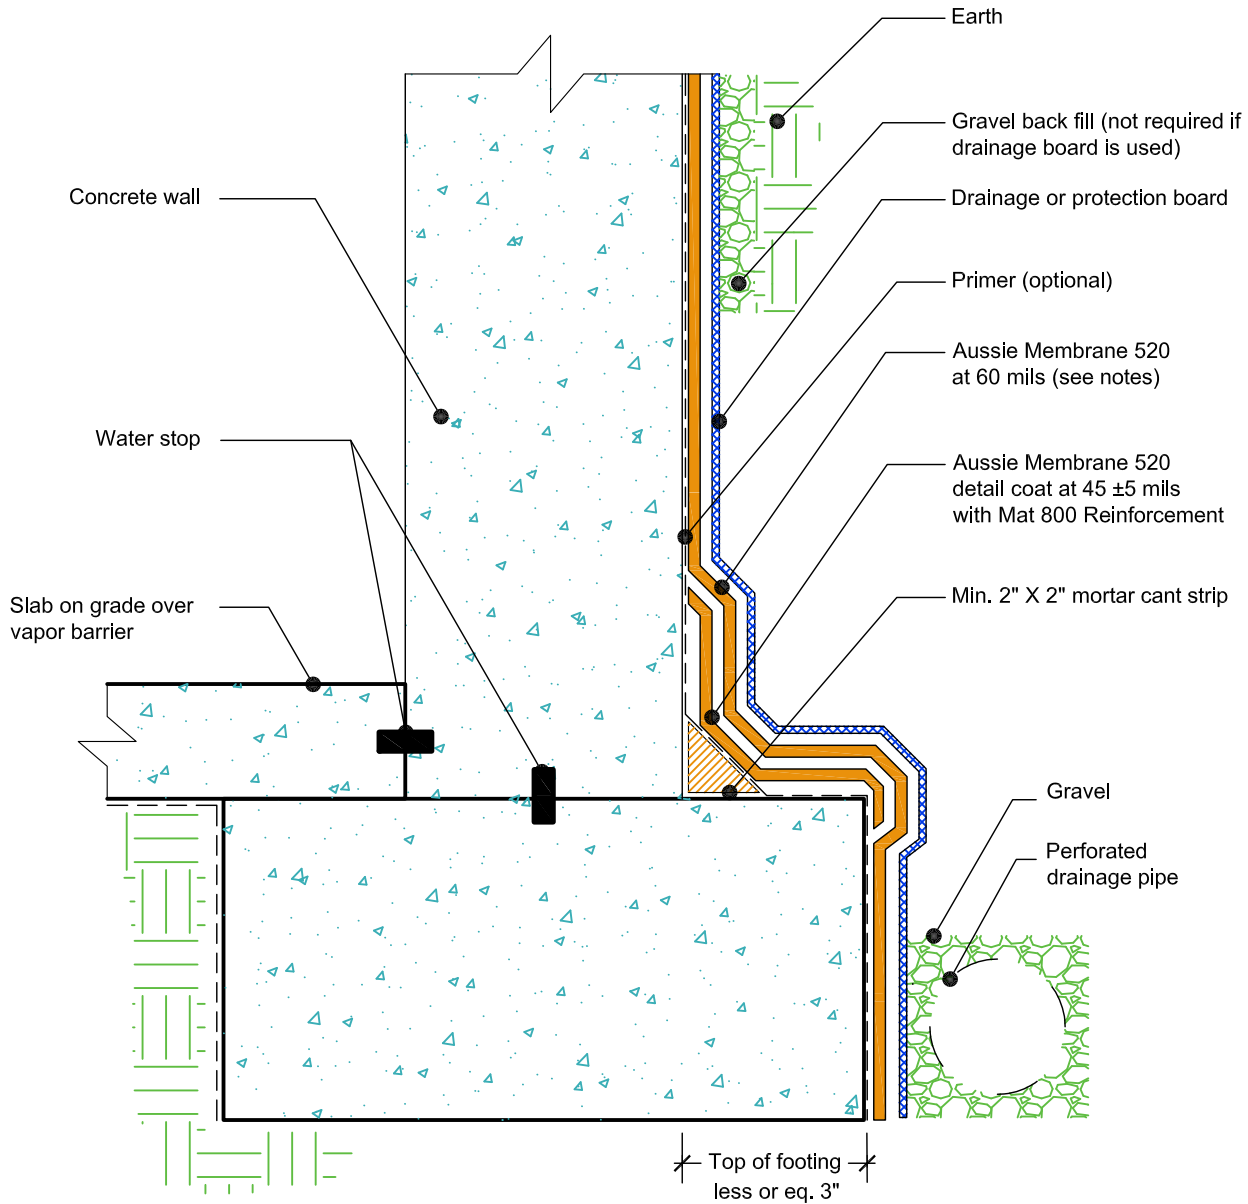 Earth
Gravel back fill (not required if
drainage board is used)
Concrete wall
Drainage or protection board
Primer (optional)
Aussie Membrane 520
at 60 mils (see notes)
Water stop
Aussie Membrane 520
detail coat at 45 ±5 mils
with Mat 800 Reinforcement
Slab on grade over
vapor barrier
Min. 2" X 2" mortar cant strip
Gravel
Perforated
drainage pipe
Top of footing
less or eq. 3"